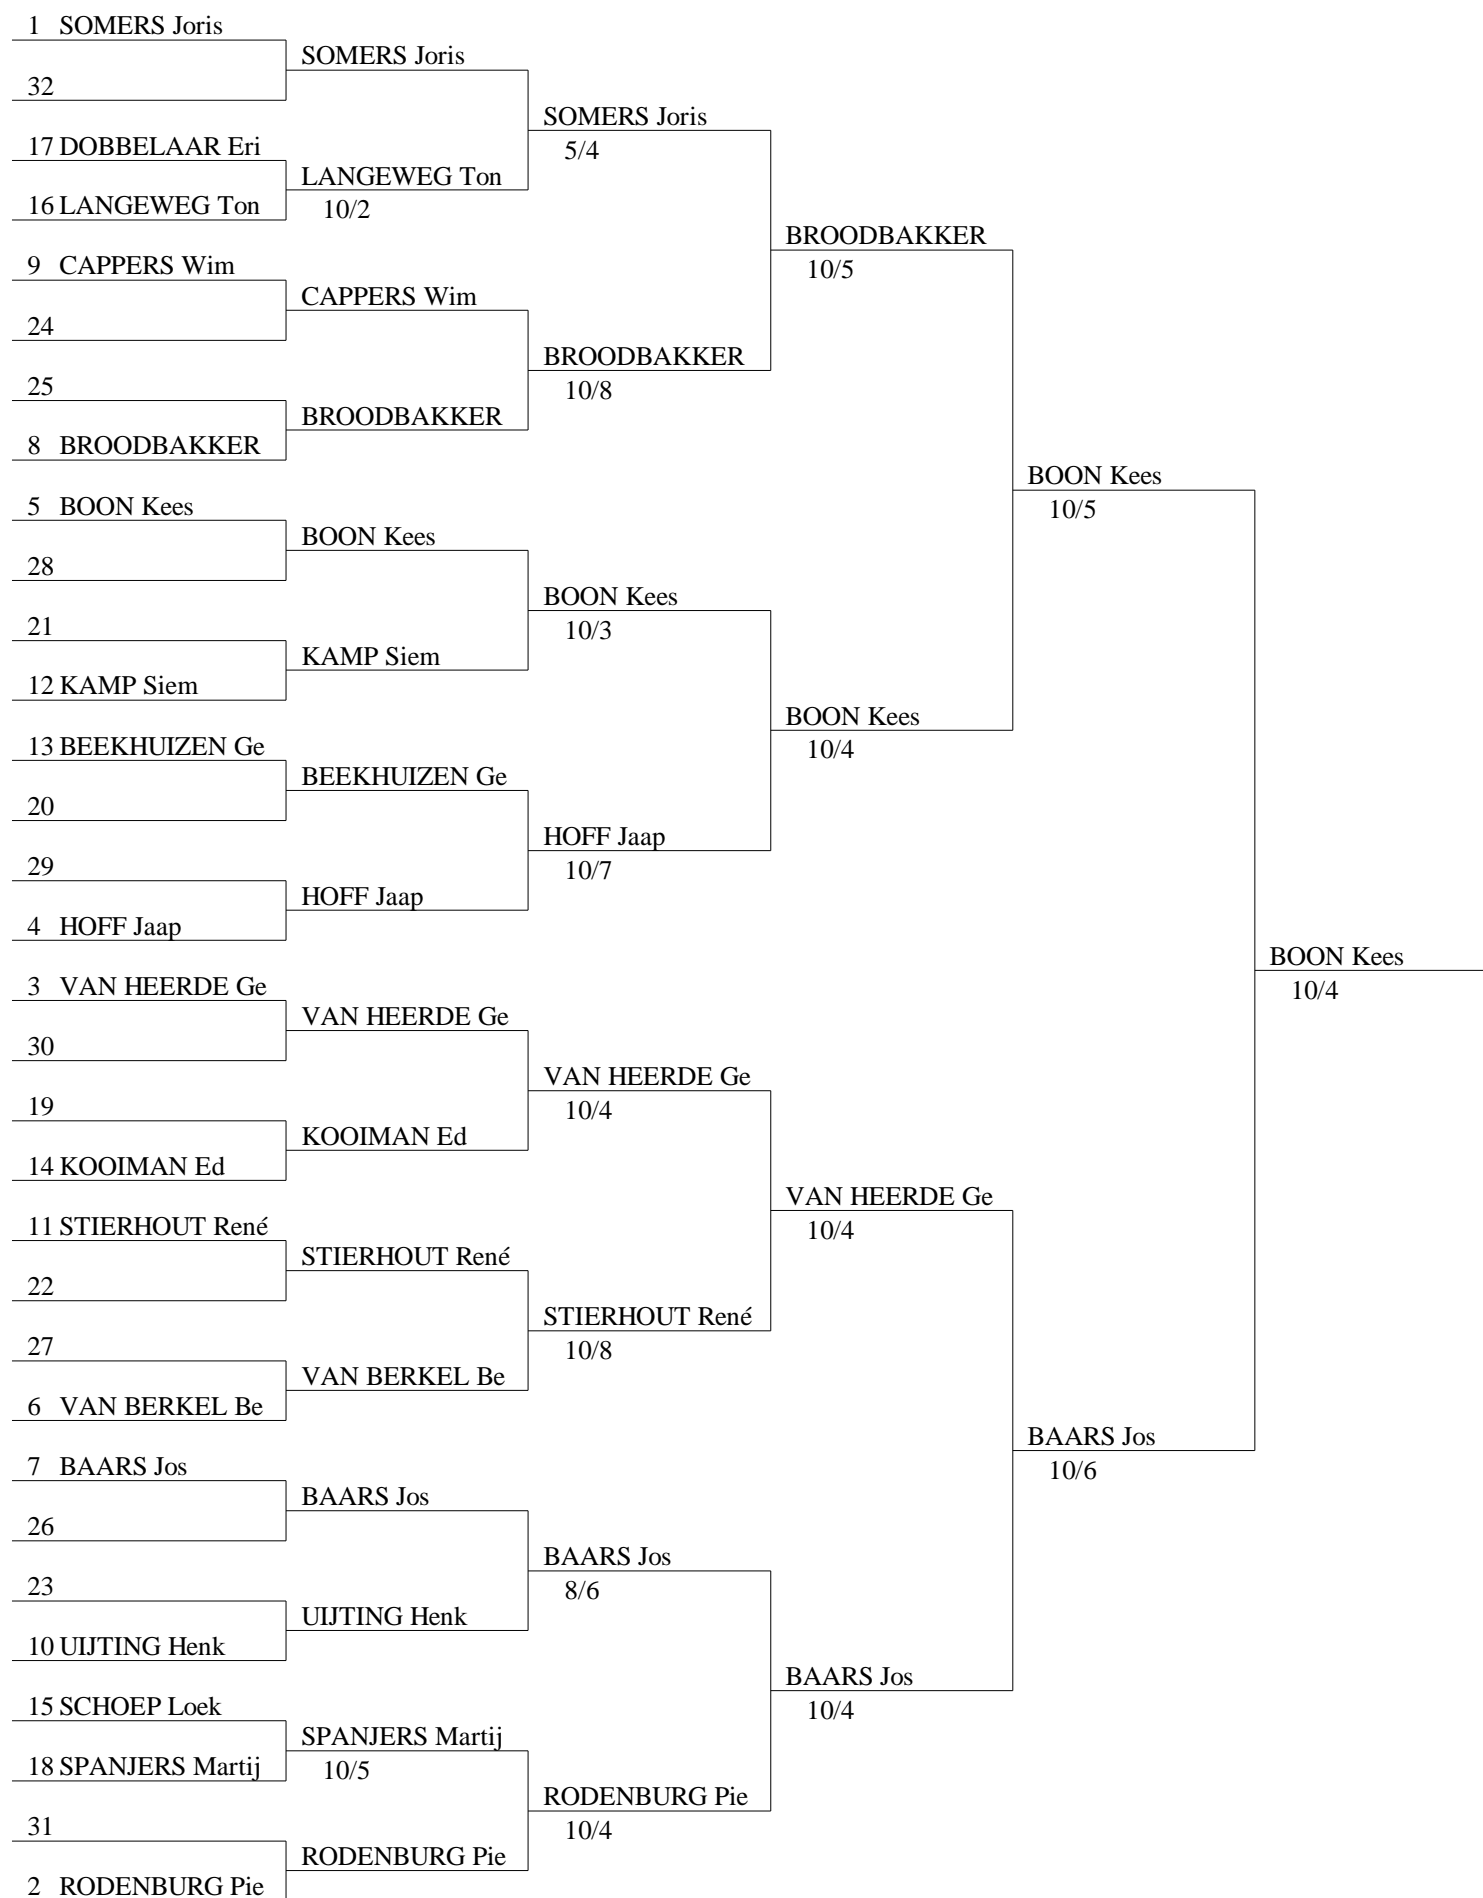 1 SOMERS Joris
32
17 DOBBELAAR Eri
16 LANGEWEG Ton
9 CAPPERS Wim
24
25
8 BROODBAKKER
5 BOON Kees
28
21
12 KAMP Siem
13 BEEKHUIZEN Ge
20
29
4 HOFF Jaap
3 VAN HEERDE Ge
30
19
14 KOOIMAN Ed
11 STIERHOUT René
22
27
6 VAN BERKEL Be
7 BAARS Jos
26
23
10 UIJTING Henk
15 SCHOEP Loek
18 SPANJERS Martij
31
2 RODENBURG Pie
SOMERS Joris
LANGEWEG Ton
10/2
CAPPERS Wim
BROODBAKKER
BOON Kees
KAMP Siem
BEEKHUIZEN Ge
HOFF Jaap
VAN HEERDE Ge
KOOIMAN Ed
STIERHOUT René
VAN BERKEL Be
BAARS Jos
UIJTING Henk
SPANJERS Martij
10/5
RODENBURG Pie
SOMERS Joris
5/4
BROODBAKKER
10/8
BOON Kees
10/3
HOFF Jaap
10/7
VAN HEERDE Ge
10/4
STIERHOUT René
10/8
BAARS Jos
8/6
RODENBURG Pie
10/4
BROODBAKKER
10/5
BOON Kees
10/4
VAN HEERDE Ge
10/4
BAARS Jos
10/4
BOON Kees
10/5
BAARS Jos
10/6
BOON Kees
10/4